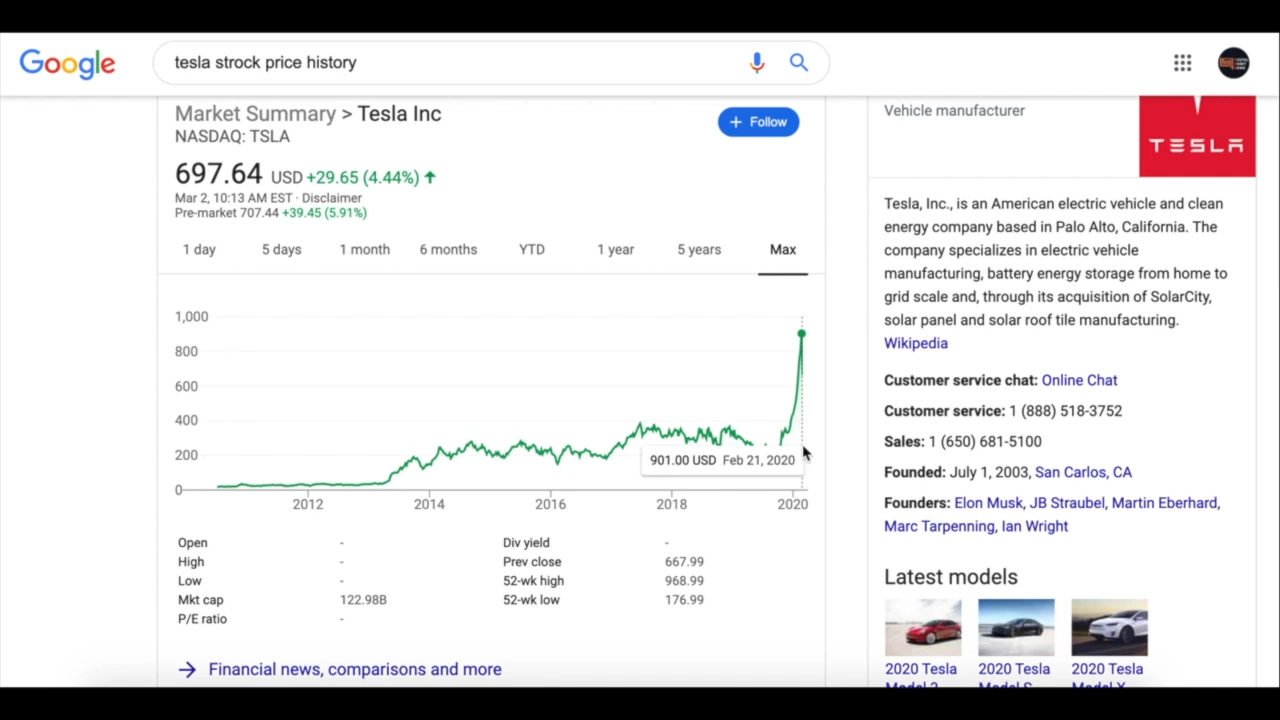 Google
tesla strock price history
Market Summary > Tesla Inc
NASDAQ: TSLA
+ Follow
697.64 USD +29.65 (4.44%) ↑
Mar 2, 10:13 AM EST · Disclaimer
Pre-market 707.44 +39.45 (5.91%)
1 day 5 days 1 month 6 months YTD 1 year 5 years Max
1,000
800
600
400
200
0
901.00 USD Feb 21, 2020
2012 2014 2016 2018 2020
Open - Div yield -
High - Prev close 667.99
Low - 52-wk high 968.99
Mkt cap 122.98B 52-wk low 176.99
P/E ratio -
→ Financial news, comparisons and more
Vehicle manufacturer
TESLA
Tesla, Inc., is an American electric vehicle and clean
energy company based in Palo Alto, California. The
company specializes in electric vehicle
manufacturing, battery energy storage from home to
grid scale and, through its acquisition of SolarCity,
solar panel and solar roof tile manufacturing.
Wikipedia
Customer service chat: Online Chat
Customer service: 1 (888) 518-3752
Sales: 1 (650) 681-5100
Founded: July 1, 2003, San Carlos, CA
Founders: Elon Musk, JB Straubel, Martin Eberhard,
Marc Tarpenning, Ian Wright
Latest models
2020 Tesla 2020 Tesla 2020 Tesla
Model Model S Model X